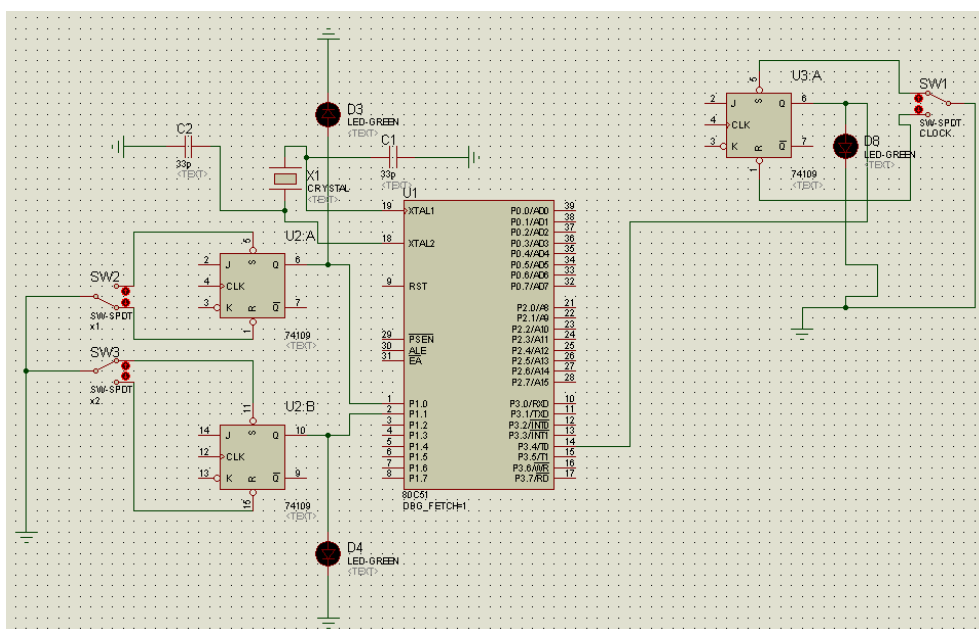 D3
LED-GREEN
<TEXT>
C2
33p
<TEXT>
C1
33p
<TEXT>
X1
CRYSTAL
<TEXT>
U1
19
XTAL1
18
XTAL2
9
RST
29
PSEN
30
ALE
31
EA
1
P1.0
2
P1.1
3
P1.2
4
P1.3
5
P1.4
6
P1.5
7
P1.6
8
P1.7
P0.0/AD0
39
P0.1/AD1
38
P0.2/AD2
37
P0.3/AD3
36
P0.4/AD4
35
P0.5/AD5
34
P0.6/AD6
33
P0.7/AD7
32
P2.0/A8
21
P2.1/A9
22
P2.2/A10
23
P2.3/A11
24
P2.4/A12
25
P2.5/A13
26
P2.6/A14
27
P2.7/A15
28
P3.0/RXD
10
P3.1/TXD
11
P3.2/INT0
12
P3.3/INT1
13
P3.4/T0
14
P3.5/T1
15
P3.6/WR
16
P3.7/RD
17
80C51
DBG_FETCH=1
U2:A
5
2
J
S
Q
6
4
CLK
3
K
R
Q
7
1
74109
<TEXT>
SW2
SW-SPDT
x1.
SW3
SW-SPDT
x2.
U2:B
11
14
J
S
Q
10
12
CLK
13
K
R
Q
9
15
74109
<TEXT>
D4
LED-GREEN
<TEXT>
U3:A
5
2
J
S
Q
6
4
CLK
3
K
R
Q
7
1
74109
<TEXT>
D8
LED-GREEN
<TEXT>
SW1
SW-SPDT
CLOCK.